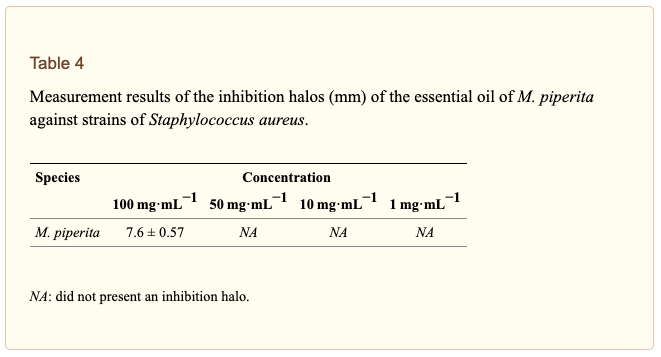 Table 4
Measurement results of the inhibition halos (mm) of the essential oil of M. piperita
against strains of Staphylococcus aureus.
Species Concentration
100 mg·mL−1 50 mg·mL−1 10 mg·mL−1 1 mg·mL−1
M. piperita 7.6 ± 0.57 NA NA NA
NA: did not present an inhibition halo.